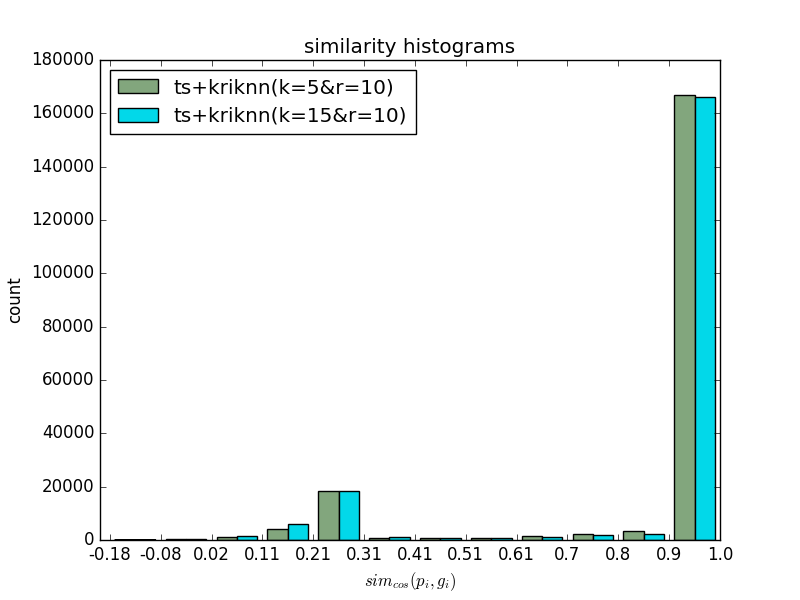 similarity histograms
180000
160000
140000
120000
100000
80000
60000
40000
20000
0
count
ts+kriknn(k=5&r=10)
ts+kriknn(k=15&r=10)
-0.18 -0.08 0.02 0.11 0.21 0.31 0.41 0.51 0.61 0.7 0.8 0.9 1.0
sim_cos(p_i, g_i)